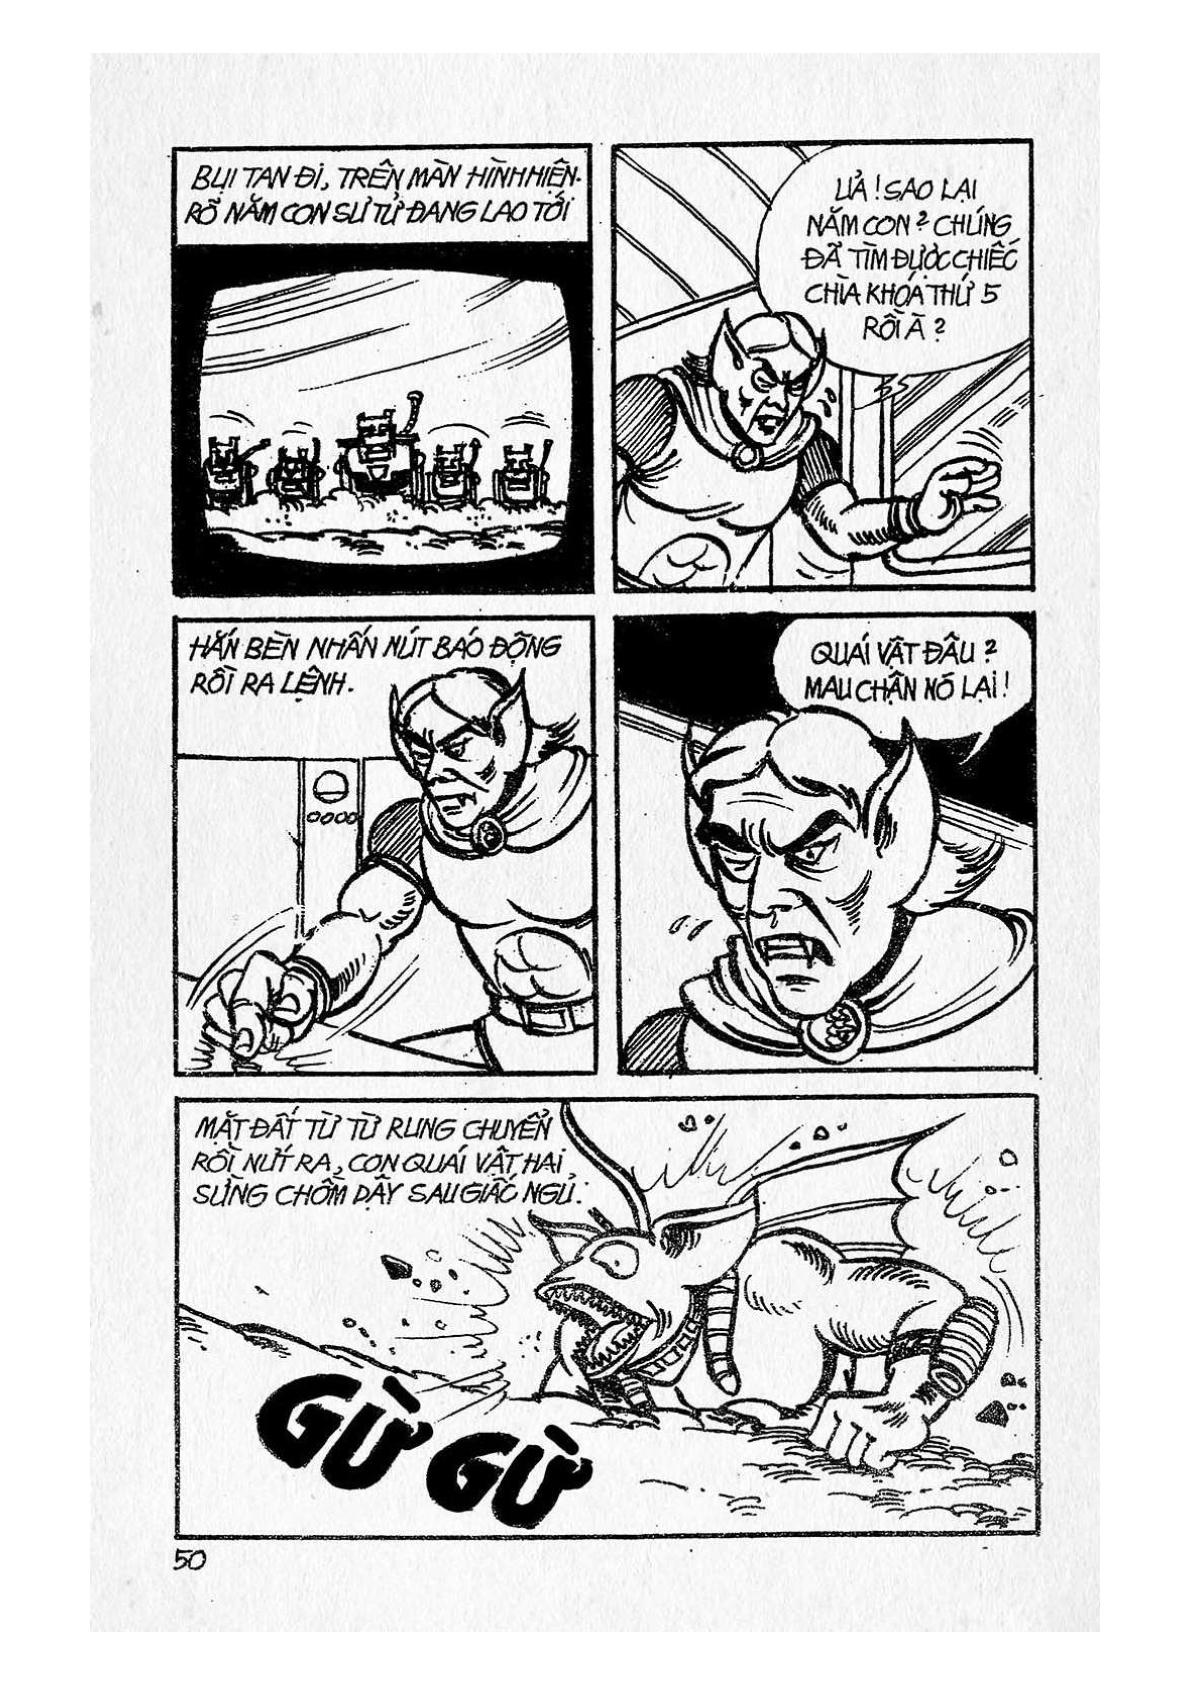 BỤI TAN ĐI, TRÊN MÀN HÌNH HIỆN
RÕ NĂM CON SƯ TỬ ĐANG LAO TỚI
ỦA! SAO LẠI
NĂM CON? CHÚNG
ĐÃ TÌM ĐƯỢC CHIẾC
CHÌA KHÓA THỨ 5
RỒI À?
HẮN BÈN NHẤN NÚT BÁO ĐỘNG
RỒI RA LỆNH.
QUÁI VẬT ĐÂU?
MAU CHẬN NÓ LẠI!
MẶT ĐẤT TỪ TỪ RUNG CHUYỂN
RỒI NỨT RA, CON QUÁI VẬT HAI
SỪNG CHỒM DẬY SAU GIẤC NGỦ.
GỪ GỪ
50